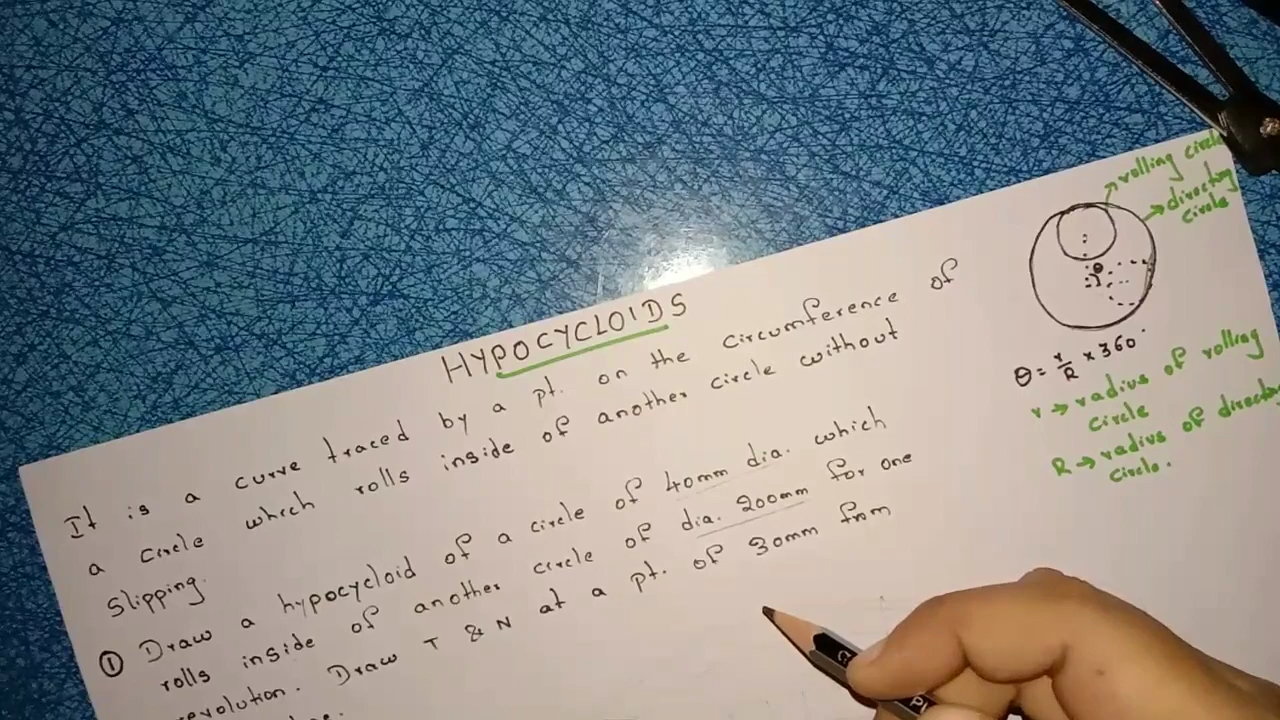 HYPOCYCLOIDS
It is a curve traced by a pt. on the circumference of
a circle which rolls inside of another circle without
slipping.
① Draw a hypocycloid of a circle of 40mm dia. which
rolls inside of another circle of dia. 200mm for one
revolution. Draw T & N at a pt. of 30mm from
rolling circle
directing
circle
θ
θ = r/R × 360°
r → radius of rolling
circle
R → radius of directing
circle.